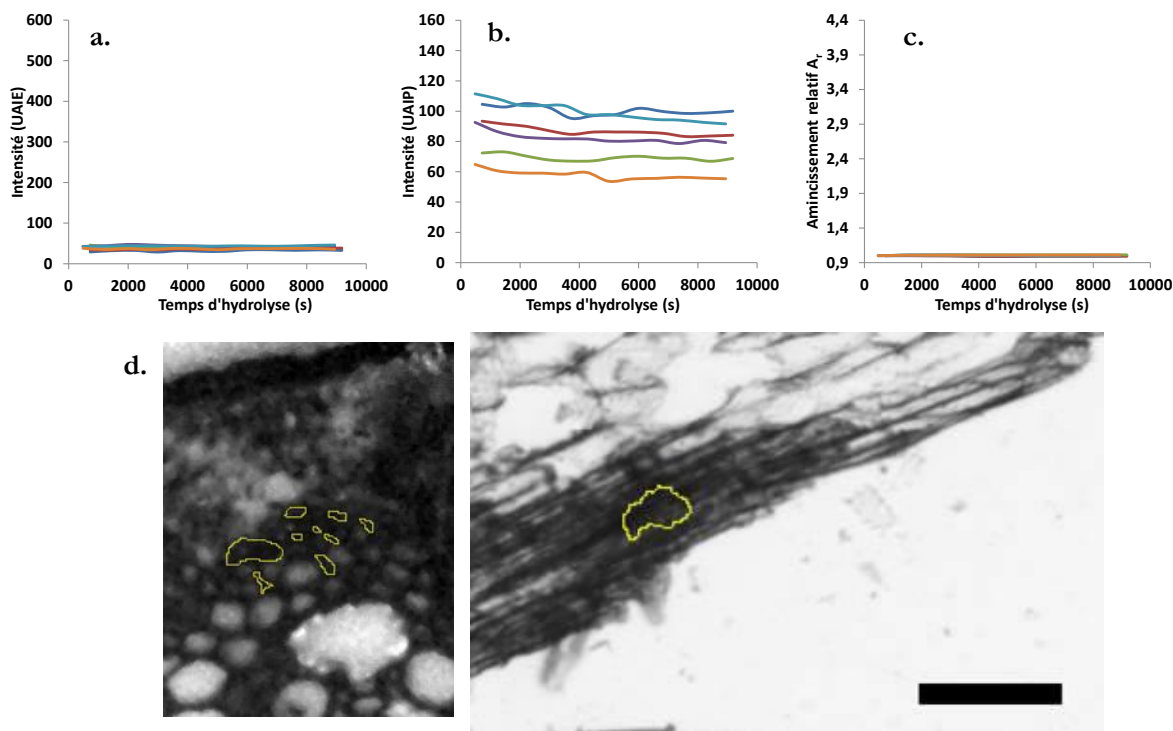 a.
Intensité (UAIE)
600
500
400
300
200
100
0
0 2000 4000 6000 8000 10000
Temps d'hydrolyse (s)
b.
Intensité (UAIP)
160
140
120
100
80
60
40
20
0
0 2000 4000 6000 8000 10000
Temps d'hydrolyse (s)
c.
Amincissement relatif Ar
4,4
3,9
3,4
2,9
2,4
1,9
1,4
0,9
0 2000 4000 6000 8000 10000
Temps d'hydrolyse (s)
d.